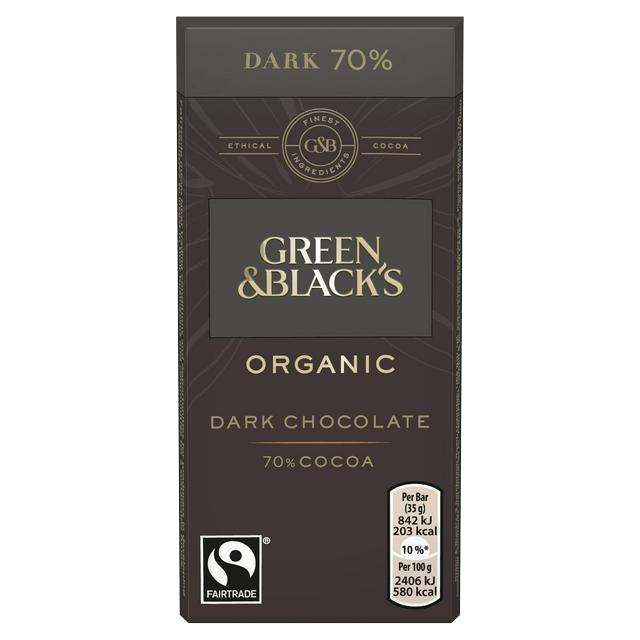 DARK 70%
FINEST
ETHICAL G&B COCOA
INGREDIENTS
GREEN
&BLACK'S
ORGANIC
DARK CHOCOLATE
70% COCOA
Per Bar
(35 g)
842 kJ
203 kcal
10 %*
Per 100 g
2406 kJ
580 kcal
FAIRTRADE
®